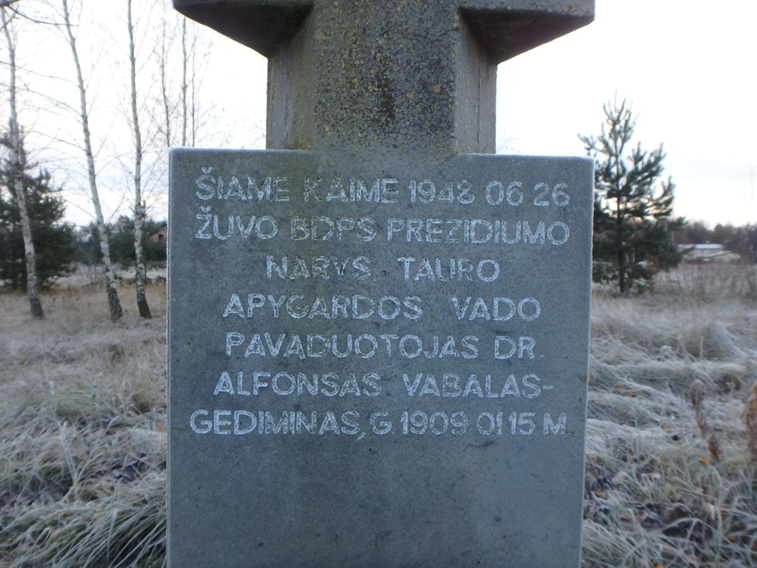 ŠIAME KAIME 1948 06 26
ŽUVO BDPS PREZIDIUMO
NARYS, TAURO
APYGARDOS VADO
PAVADUOTOJAS DR.
ALFONSAS VABALAS-
GEDIMINAS, G. 1909 01 15 M.